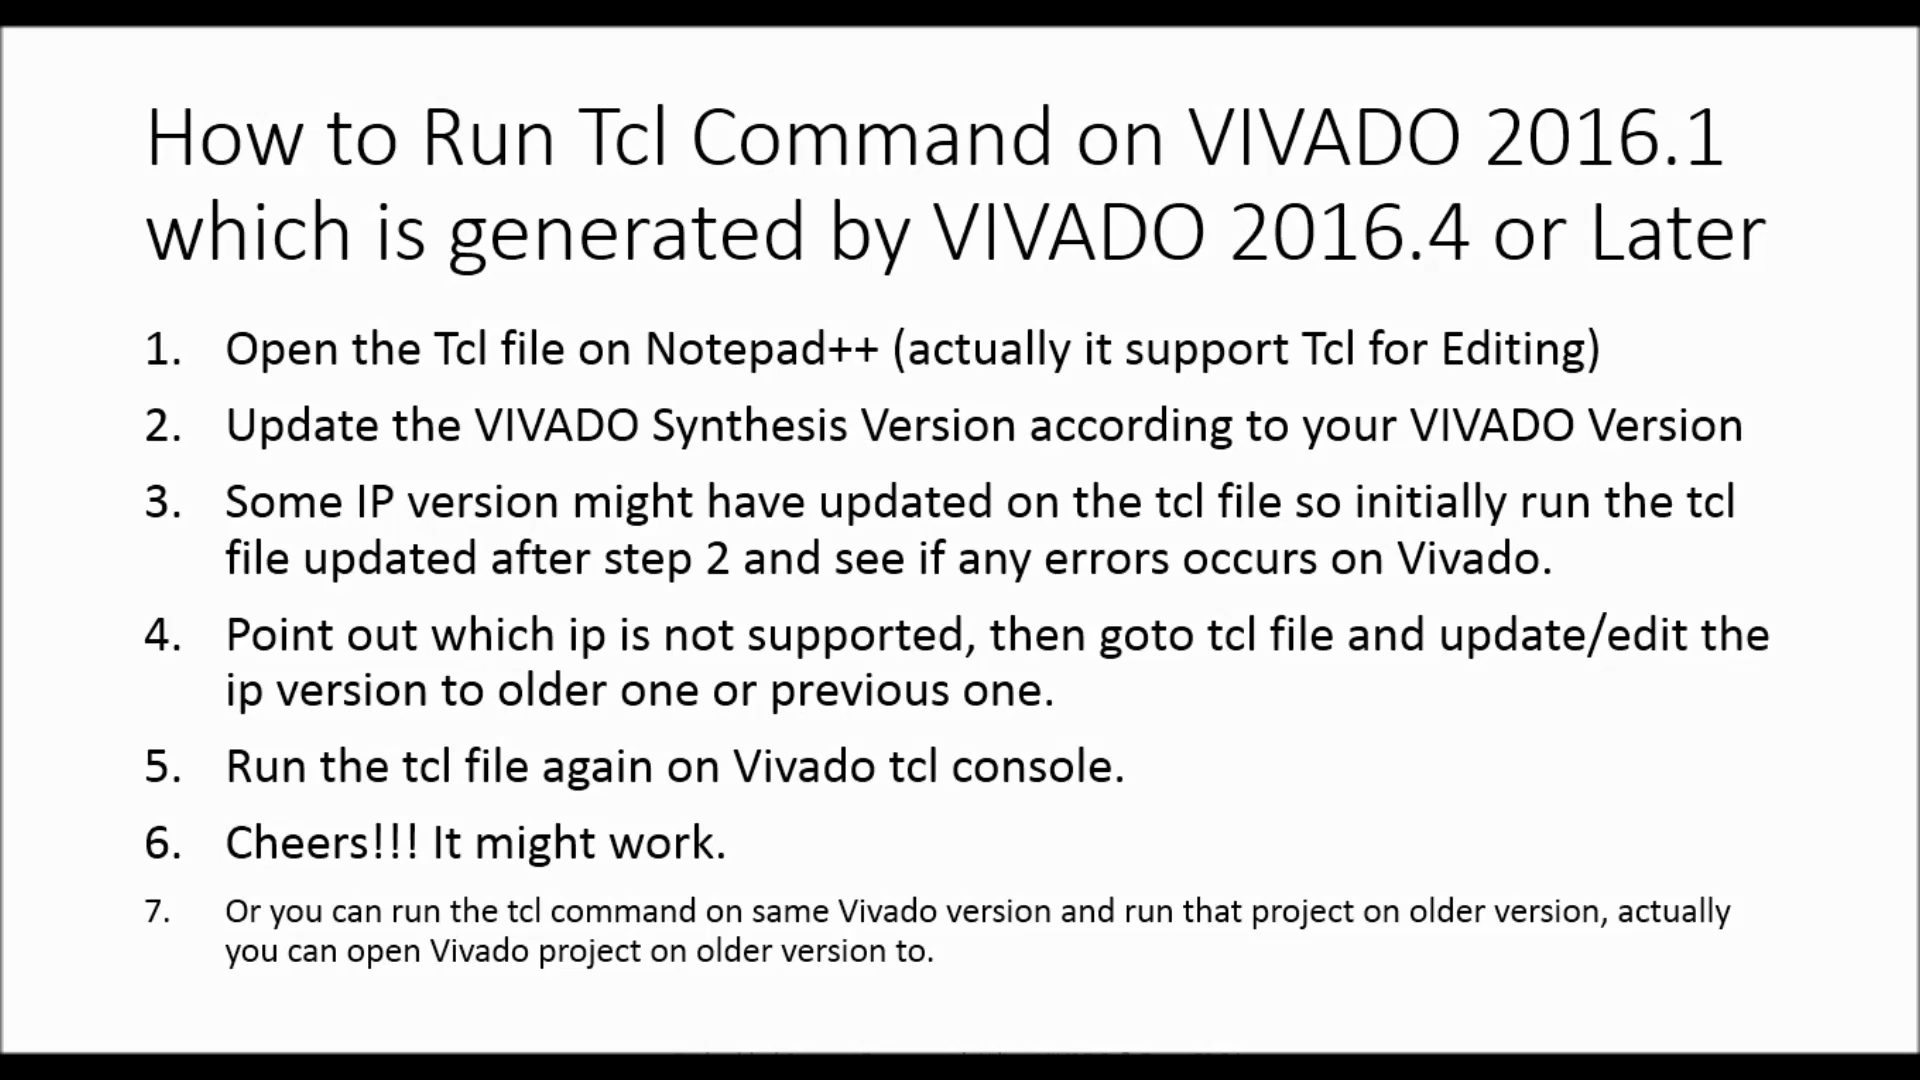 How to Run Tcl Command on VIVADO 2016.1
which is generated by VIVADO 2016.4 or Later
1. Open the Tcl file on Notepad++ (actually it support Tcl for Editing)
2. Update the VIVADO Synthesis Version according to your VIVADO Version
3. Some IP version might have updated on the tcl file so initially run the tcl
file updated after step 2 and see if any errors occurs on Vivado.
4. Point out which ip is not supported, then goto tcl file and update/edit the
ip version to older one or previous one.
5. Run the tcl file again on Vivado tcl console.
6. Cheers!!! It might work.
7. Or you can run the tcl command on same Vivado version and run that project on older version, actually
you can open Vivado project on older version to.